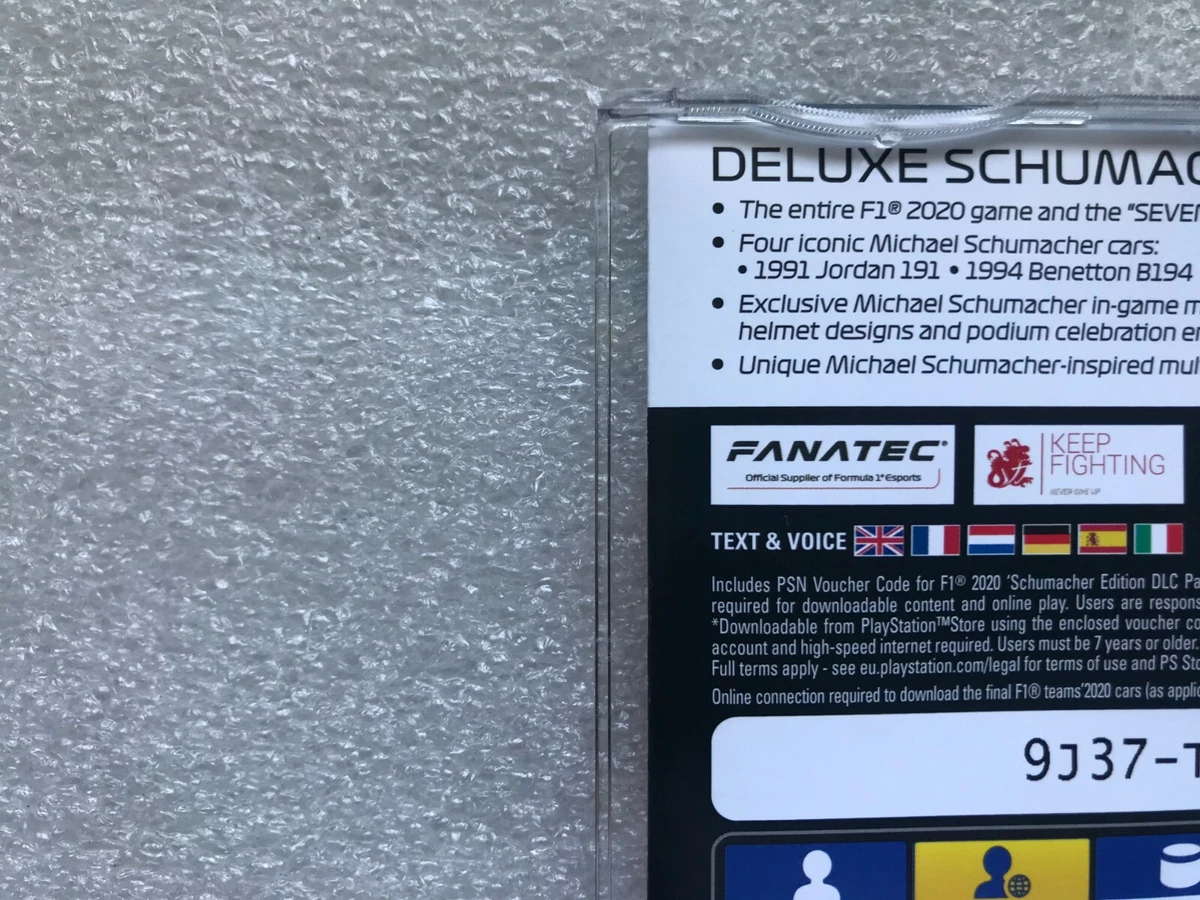 DELUXE SCHUMAC
• The entire F1® 2020 game and the “SEVEN
• Four iconic Michael Schumacher cars:
• 1991 Jordan 191 • 1994 Benetton B194
• Exclusive Michael Schumacher in-game m
helmet designs and podium celebration e
• Unique Michael Schumacher-inspired mul
FANATEC®
Official Supplier of Formula 1® Esports
KEEP
FIGHTING
NEVER GIVE UP
TEXT & VOICE
Includes PSN Voucher Code for F1® 2020 'Schumacher Edition DLC Pa
required for downloadable content and online play. Users are respons
*Downloadable from PlayStation™Store using the enclosed voucher co
account and high-speed internet required. Users must be 7 years or older.
Full terms apply - see eu.playstation.com/legal for terms of use and PS Sto
Online connection required to download the final F1® teams'2020 cars (as applic
9J37-T